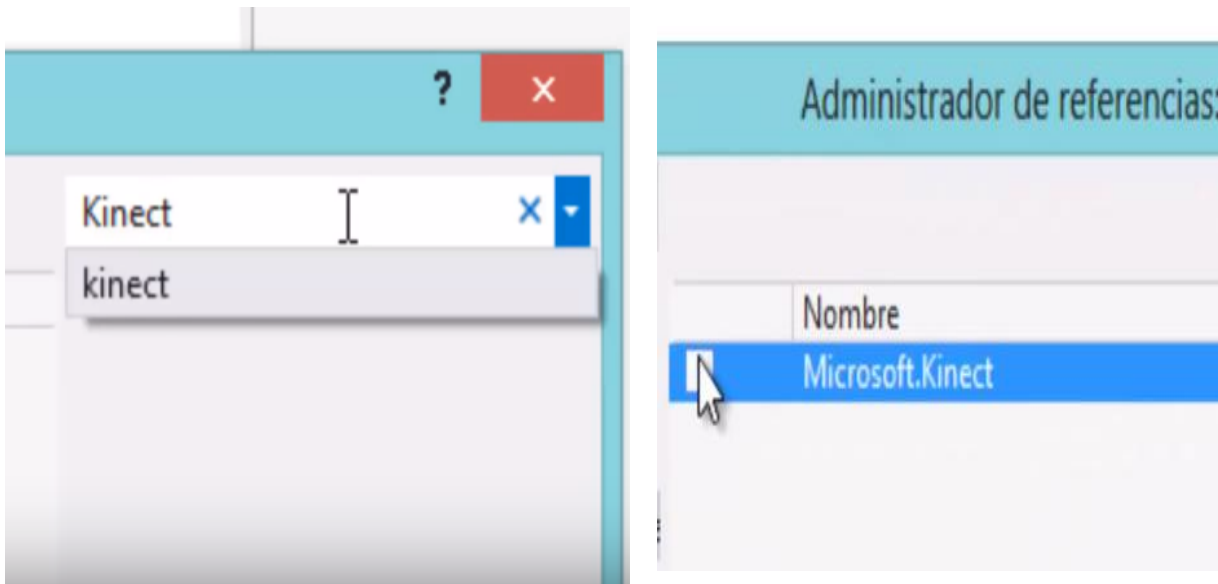 ?
Kinect
kinect
Administrador de referencias:
Nombre
Microsoft.Kinect